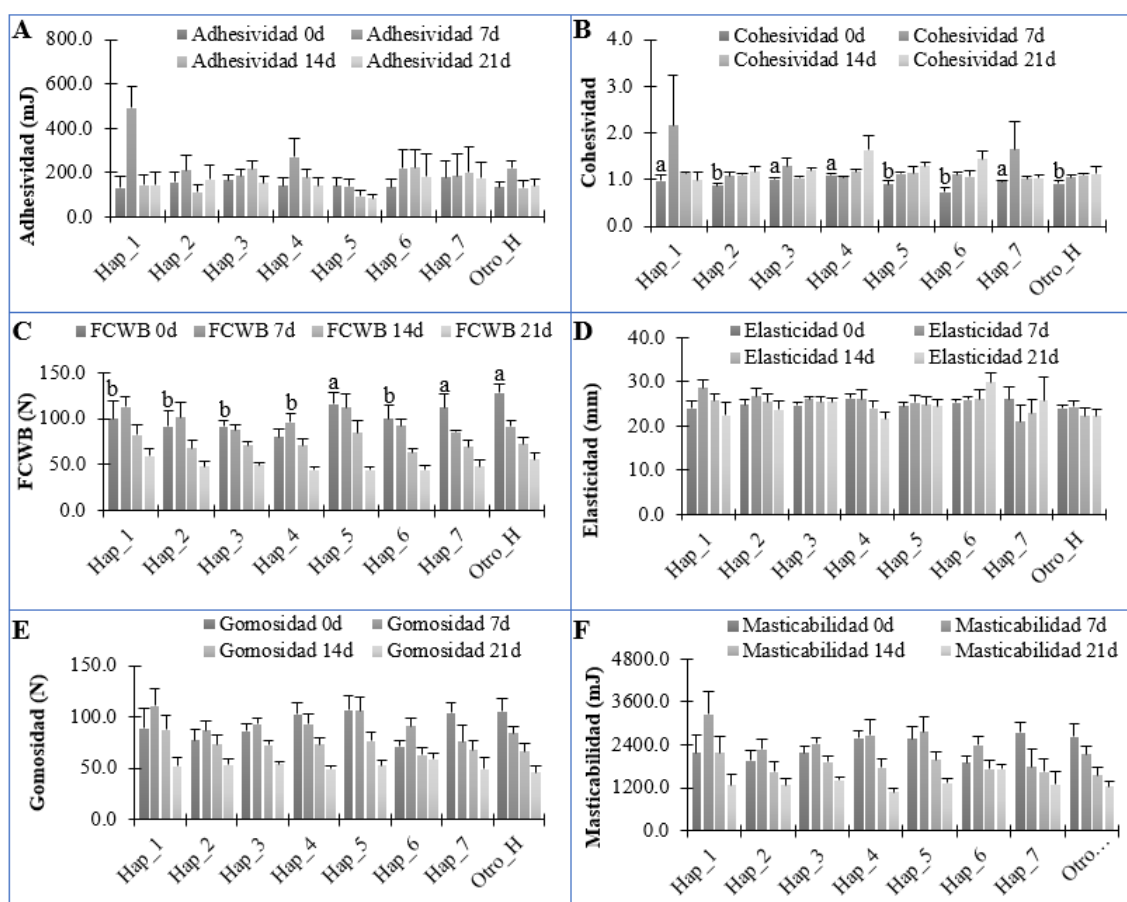 A
Adhesividad 0d Adhesividad 7d
Adhesividad 14d Adhesividad 21d
Adhesividad (mJ)
800.0
600.0
400.0
200.0
0.0
Hap_1 Hap_2 Hap_3 Hap_4 Hap_5 Hap_6 Hap_7 Otro_H
B
Cohesividad 0d Cohesividad 7d
Cohesividad 14d Cohesividad 21d
Cohesividad
4.0
3.0
2.0
1.0
0.0
a b a a b b a b
Hap_1 Hap_2 Hap_3 Hap_4 Hap_5 Hap_6 Hap_7 Otro_H
C
FCWB 0d FCWB 7d FCWB 14d FCWB 21d
FCWB (N)
150.0
100.0
50.0
0.0
b b b b a b a a
Hap_1 Hap_2 Hap_3 Hap_4 Hap_5 Hap_6 Hap_7 Otro_H
D
Elasticidad 0d Elasticidad 7d
Elasticidad 14d Elasticidad 21d
Elasticidad (mm)
40.0
30.0
20.0
10.0
0.0
Hap_1 Hap_2 Hap_3 Hap_4 Hap_5 Hap_6 Hap_7 Otro_H
E
Gomosidad 0d Gomosidad 7d
Gomosidad 14d Gomosidad 21d
Gomosidad (N)
150.0
100.0
50.0
0.0
Hap_1 Hap_2 Hap_3 Hap_4 Hap_5 Hap_6 Hap_7 Otro_H
F
Masticabilidad 0d Masticabilidad 7d
Masticabilidad 14d Masticabilidad 21d
Masticabilidad (mJ)
4800.0
3600.0
2400.0
1200.0
0.0
Hap_1 Hap_2 Hap_3 Hap_4 Hap_5 Hap_6 Hap_7 Otro…